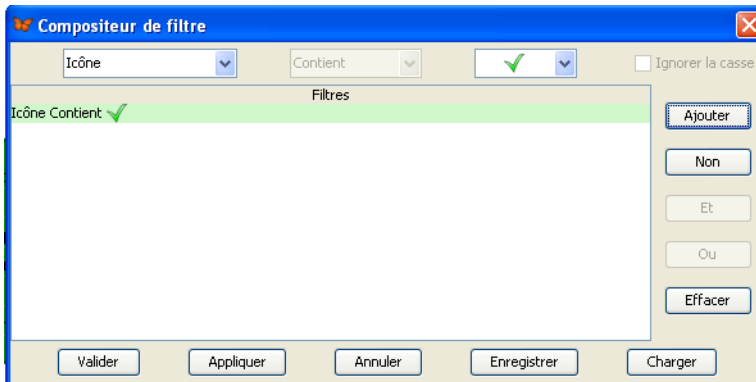 Compositeur de filtre
Icône Contient Ignorer la casse
Filtres
Icône Contient
Ajouter
Non
Et
Ou
Effacer
Valider Appliquer Annuler Enregistrer Charger